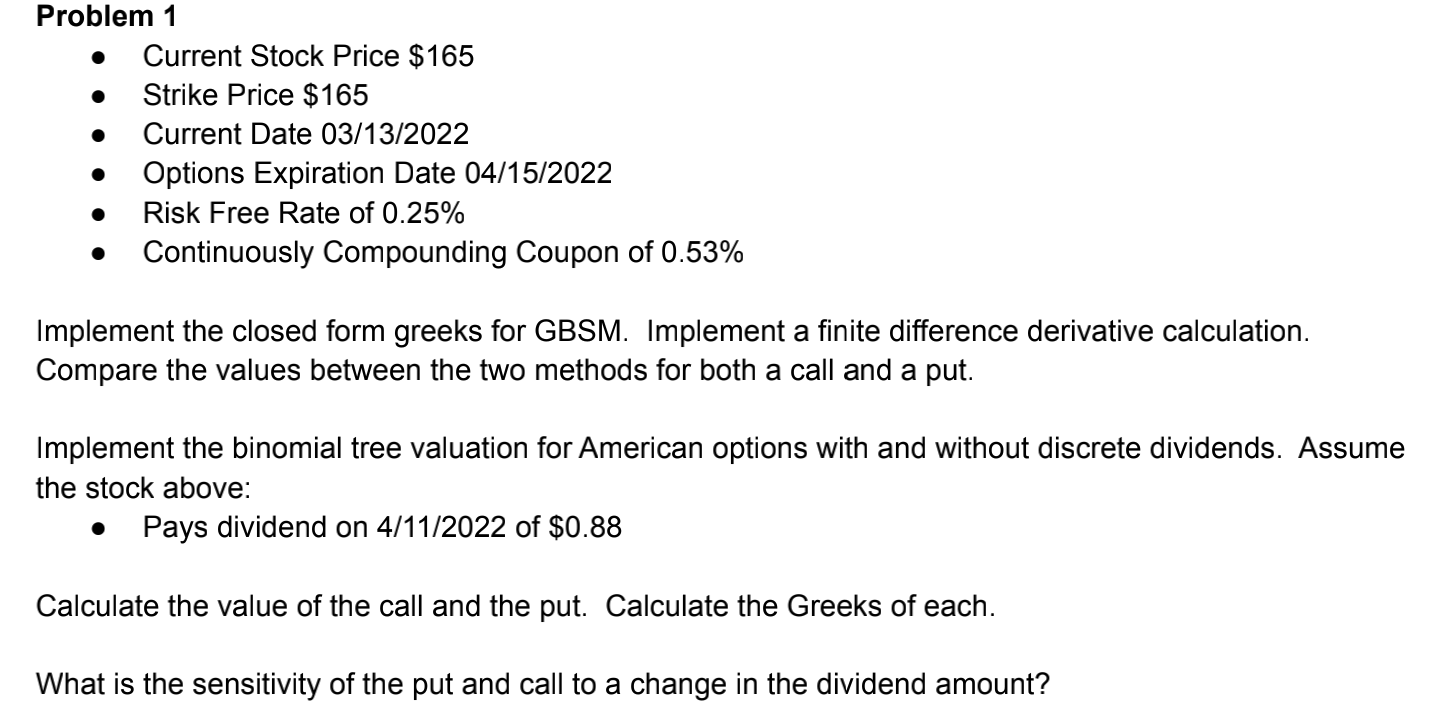 Problem 1
● Current Stock Price $165
● Strike Price $165
● Current Date 03/13/2022
● Options Expiration Date 04/15/2022
● Risk Free Rate of 0.25%
● Continuously Compounding Coupon of 0.53%
Implement the closed form greeks for GBSM. Implement a finite difference derivative calculation.
Compare the values between the two methods for both a call and a put.
Implement the binomial tree valuation for American options with and without discrete dividends. Assume
the stock above:
● Pays dividend on 4/11/2022 of $0.88
Calculate the value of the call and the put. Calculate the Greeks of each.
What is the sensitivity of the put and call to a change in the dividend amount?